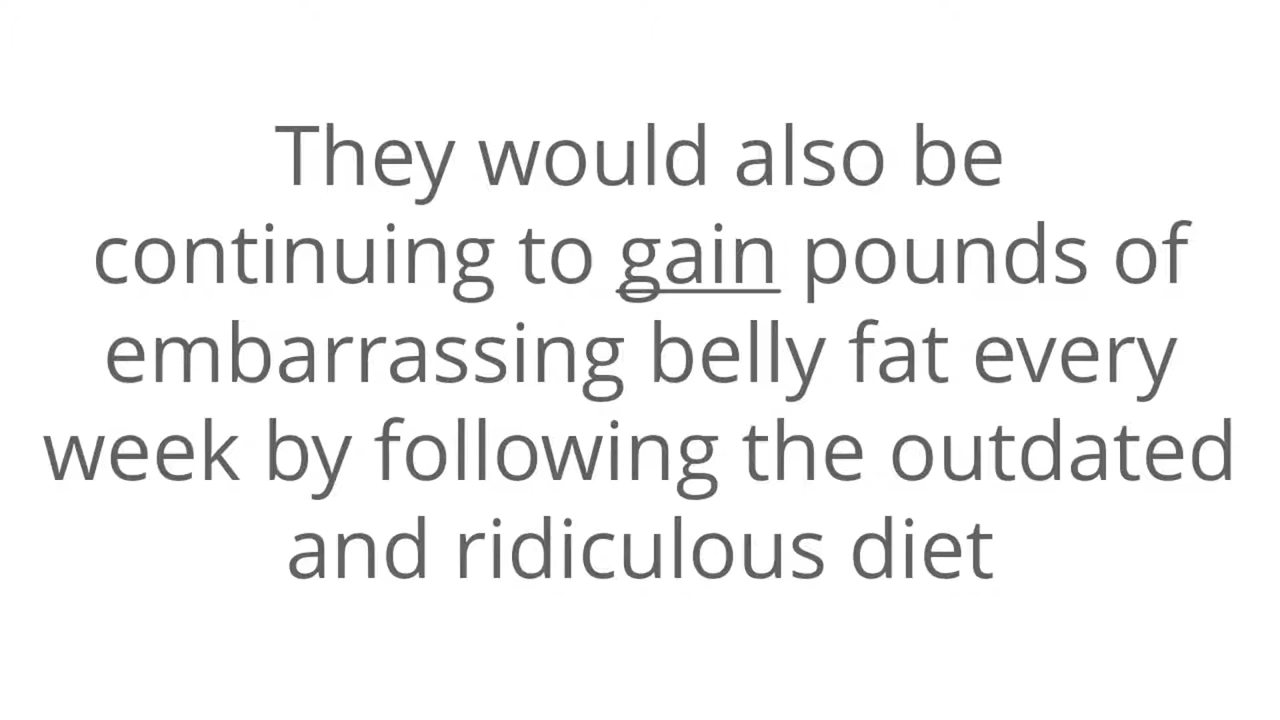 They would also be
continuing to gain pounds of
embarrassing belly fat every
week by following the outdated
and ridiculous diet